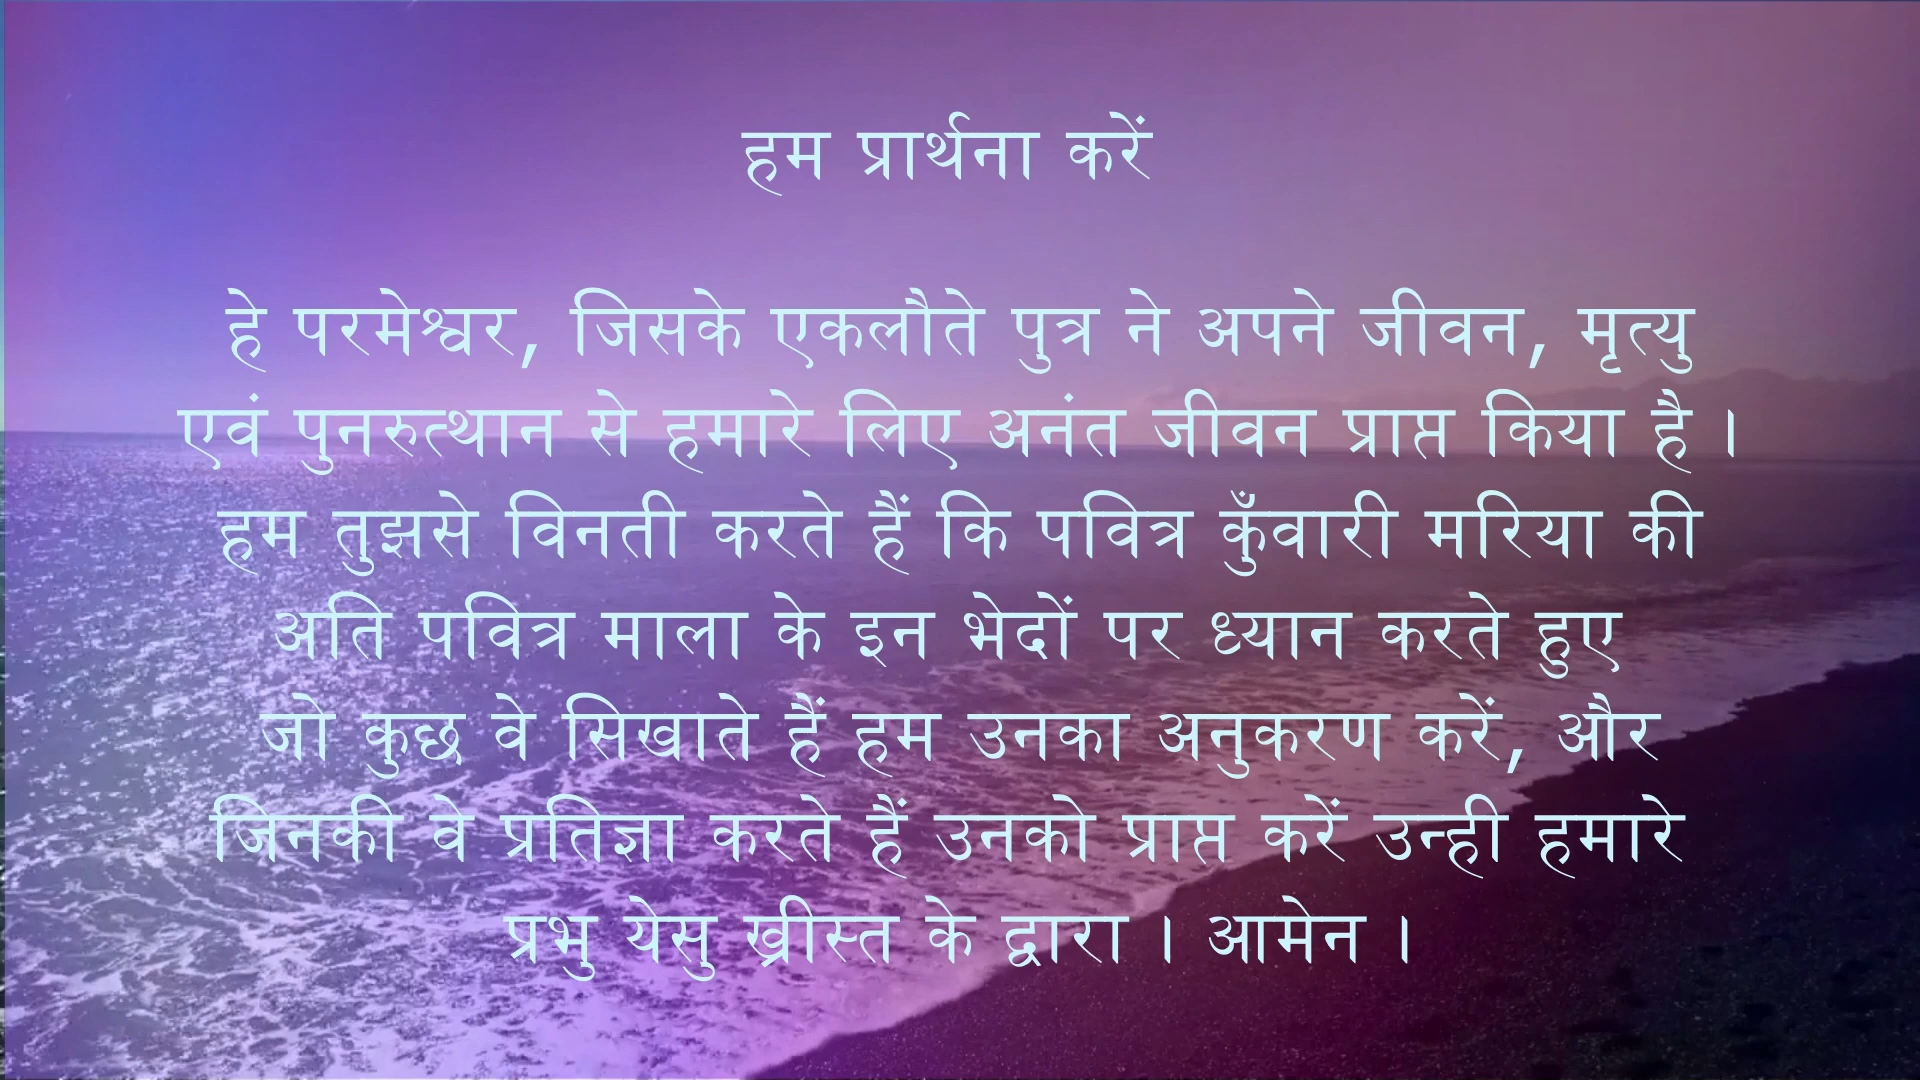 हम प्रार्थना करें
हे परमेश्वर, जिसके एकलौते पुत्र ने अपने जीवन, मृत्यु
एवं पुनरुत्थान से हमारे लिए अनंत जीवन प्राप्त किया है ।
हम तुझसे विनती करते हैं कि पवित्र कुँवारी मरिया की
अति पवित्र माला के इन भेदों पर ध्यान करते हुए
जो कुछ वे सिखाते हैं हम उनका अनुकरण करें, और
जिनकी वे प्रतिज्ञा करते हैं उनको प्राप्त करें उन्ही हमारे
प्रभु येसु ख्रीस्त के द्वारा । आमेन ।